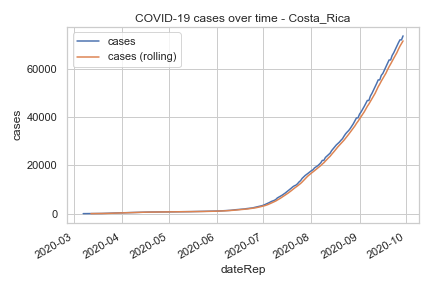 COVID-19 cases over time - Costa_Rica
cases
cases (rolling)
cases
60000
40000
20000
0
2020-03
2020-04
2020-05
2020-06
2020-07
2020-08
2020-09
2020-10
dateRep